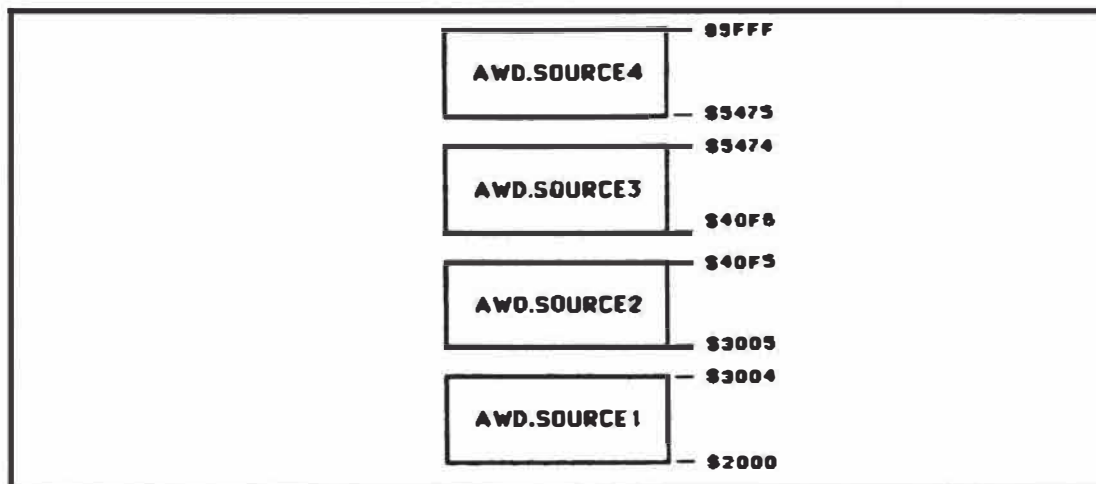 $9FFF
AWD.SOURCE4
$5475
$5474
AWD.SOURCE3
$40F6
$40F5
AWD.SOURCE2
$3005
$3004
AWD.SOURCE1
$2000